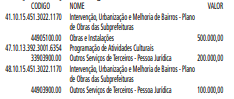 CODIGO NOME VALOR
41.10.15.451.3022.1170 Intervenção, Urbanização e Melhoria de Bairros - Plano
de Obras das Subprefeituras
44905100.00 Obras e Instalações 500.000,00
47.10.13.392.3001.6354 Programação de Atividades Culturais
33903900.00 Outros Serviços de Terceiros - Pessoa Jurídica 200.000,00
48.10.15.451.3022.1170 Intervenção, Urbanização e Melhoria de Bairros - Plano
de Obras das Subprefeituras
44903900.00 Outros Serviços de Terceiros - Pessoa Jurídica 100.000,00